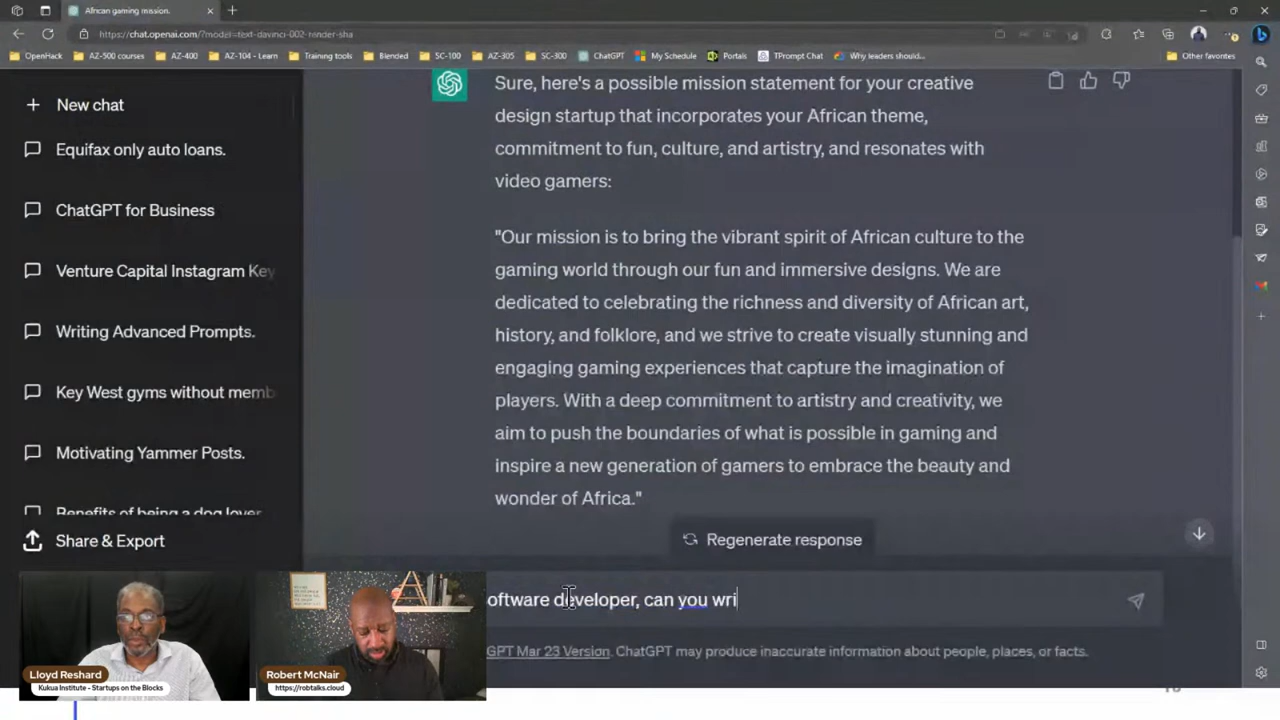 African gaming mission.
https://chat.openai.com/?model=text-davinci-002-render-sha
OpenHack AZ-500 courses AZ-400 AZ-104 - Learn Training tools Blended SC-100 AZ-305 SC-300 ChatGPT My Schedule Portals TPrompt Chat Why leaders should... Other favorites
New chat
Equifax only auto loans.
ChatGPT for Business
Venture Capital Instagram Key
Writing Advanced Prompts.
Key West gyms without memb
Motivating Yammer Posts.
Benefits of being a dog lover
Share & Export
Sure, here's a possible mission statement for your creative
design startup that incorporates your African theme,
commitment to fun, culture, and artistry, and resonates with
video gamers:
"Our mission is to bring the vibrant spirit of African culture to the
gaming world through our fun and immersive designs. We are
dedicated to celebrating the richness and diversity of African art,
history, and folklore, and we strive to create visually stunning and
engaging gaming experiences that capture the imagination of
players. With a deep commitment to artistry and creativity, we
aim to push the boundaries of what is possible in gaming and
inspire a new generation of gamers to embrace the beauty and
wonder of Africa."
Regenerate response
oftware developer, can you wri
GPT Mar 23 Version. ChatGPT may produce inaccurate information about people, places, or facts.
Lloyd Reshard
Kukua Institute - Startups on the Blocks
Robert McNair
https://robtalks.cloud